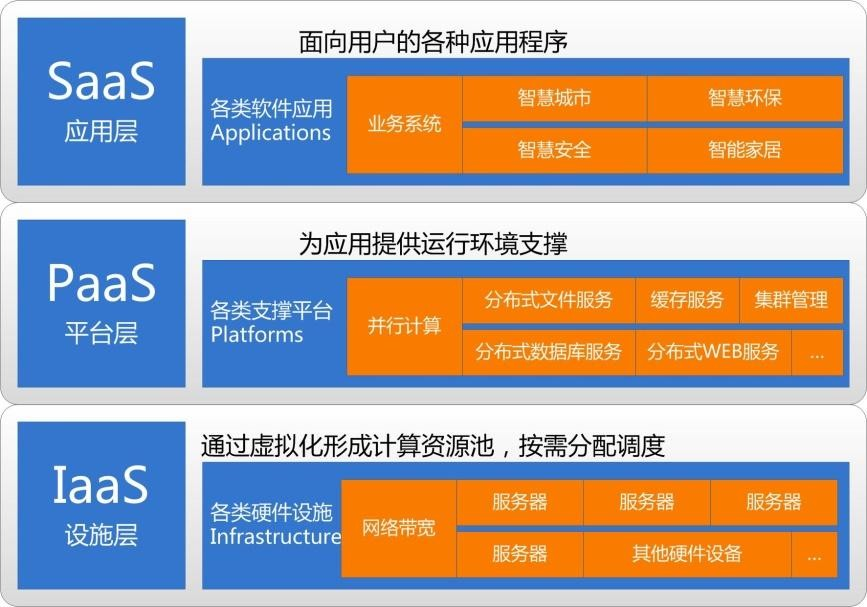 SaaS
应用层
面向用户的各种应用程序
各类软件应用
Applications
业务系统
智慧城市
智慧环保
智慧安全
智能家居
PaaS
平台层
为应用提供运行环境支撑
各类支撑平台
Platforms
并行计算
分布式文件服务
缓存服务
集群管理
分布式数据库服务
分布式WEB服务
...
IaaS
设施层
通过虚拟化形成计算资源池，按需分配调度
各类硬件设施
Infrastructure
网络带宽
服务器
服务器
服务器
服务器
其他硬件设备
...